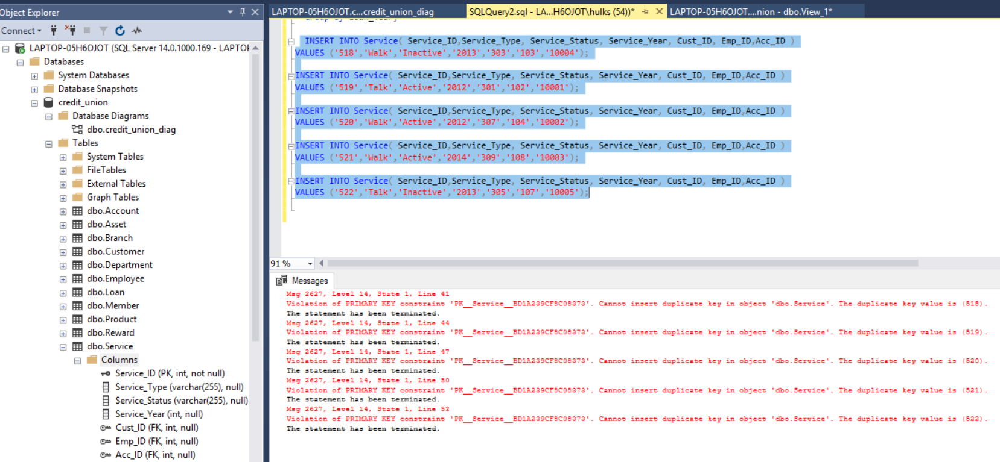 Object Explorer
Connect
LAPTOP-05H6OJOT (SQL Server 14.0.1000.169 - LAPTOP
Databases
System Databases
Database Snapshots
credit_union
Database Diagrams
dbo.credit_union_diag
Tables
System Tables
FileTables
External Tables
Graph Tables
dbo.Account
dbo.Asset
dbo.Branch
dbo.Customer
dbo.Department
dbo.Employee
dbo.Loan
dbo.Member
dbo.Product
dbo.Reward
dbo.Service
Columns
Service_ID (PK, int, not null)
Service_Type (varchar(255), null)
Service_Status (varchar(255), null)
Service_Year (int, null)
Cust_ID (FK, int, null)
Emp_ID (FK, int, null)
Acc_ID (FK, int, null)
LAPTOP-05H6OJOT.c...credit_union_diag
SQLQuery2.sql - LA...H6OJOT\hulks (54))*
LAPTOP-05H6OJOT....nion - dbo.View_1*
INSERT INTO Service( Service_ID,Service_Type, Service_Status, Service_Year, Cust_ID, Emp_ID,Acc_ID )
VALUES ('518','Walk','Inactive','2013','303','103','10004');
INSERT INTO Service( Service_ID,Service_Type, Service_Status, Service_Year, Cust_ID, Emp_ID,Acc_ID )
VALUES ('519','Talk','Active','2012','301','102','10001');
INSERT INTO Service( Service_ID,Service_Type, Service_Status, Service_Year, Cust_ID, Emp_ID,Acc_ID )
VALUES ('520','Walk','Active','2012','307','104','10002');
INSERT INTO Service( Service_ID,Service_Type, Service_Status, Service_Year, Cust_ID, Emp_ID,Acc_ID )
VALUES ('521','Walk','Active','2014','309','108','10003');
INSERT INTO Service( Service_ID,Service_Type, Service_Status, Service_Year, Cust_ID, Emp_ID,Acc_ID )
VALUES ('522','Talk','Inactive','2013','305','107','10005');
91 %
Messages
Msg 2627, Level 14, State 1, Line 41
Violation of PRIMARY KEY constraint 'PK__Service__BD1A239CF8C08373'. Cannot insert duplicate key in object 'dbo.Service'. The duplicate key value is (518).
The statement has been terminated.
Msg 2627, Level 14, State 1, Line 44
Violation of PRIMARY KEY constraint 'PK__Service__BD1A239CF8C08373'. Cannot insert duplicate key in object 'dbo.Service'. The duplicate key value is (519).
The statement has been terminated.
Msg 2627, Level 14, State 1, Line 47
Violation of PRIMARY KEY constraint 'PK__Service__BD1A239CF8C08373'. Cannot insert duplicate key in object 'dbo.Service'. The duplicate key value is (520).
The statement has been terminated.
Msg 2627, Level 14, State 1, Line 50
Violation of PRIMARY KEY constraint 'PK__Service__BD1A239CF8C08373'. Cannot insert duplicate key in object 'dbo.Service'. The duplicate key value is (521).
The statement has been terminated.
Msg 2627, Level 14, State 1, Line 53
Violation of PRIMARY KEY constraint 'PK__Service__BD1A239CF8C08373'. Cannot insert duplicate key in object 'dbo.Service'. The duplicate key value is (522).
The statement has been terminated.